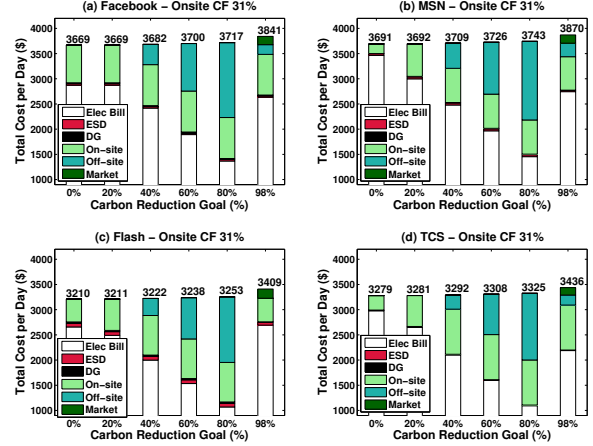 (a) Facebook – Onsite CF 31%
Total Cost per Day ($)
4000
3500
3000
2500
2000
1500
1000
3669
3669
3682
3700
3717
3841
Elec Bill
ESD
DG
On−site
Off−site
Market
0%
20%
40%
60%
80%
98%
Carbon Reduction Goal (%)
(b) MSN – Onsite CF 31%
Total Cost per Day ($)
4000
3500
3000
2500
2000
1500
1000
3691
3692
3709
3726
3743
3870
Elec Bill
ESD
DG
On−site
Off−site
Market
0%
20%
40%
60%
80%
98%
Carbon Reduction Goal (%)
(c) Flash – Onsite CF 31%
Total Cost per Day ($)
4000
3500
3000
2500
2000
1500
1000
3210
3211
3222
3238
3253
3409
Elec Bill
ESD
DG
On−site
Off−site
Market
0%
20%
40%
60%
80%
98%
Carbon Reduction Goal (%)
(d) TCS – Onsite CF 31%
Total Cost per Day ($)
4000
3500
3000
2500
2000
1500
1000
3279
3281
3292
3308
3325
3436
Elec Bill
ESD
DG
On−site
Off−site
Market
0%
20%
40%
60%
80%
98%
Carbon Reduction Goal (%)